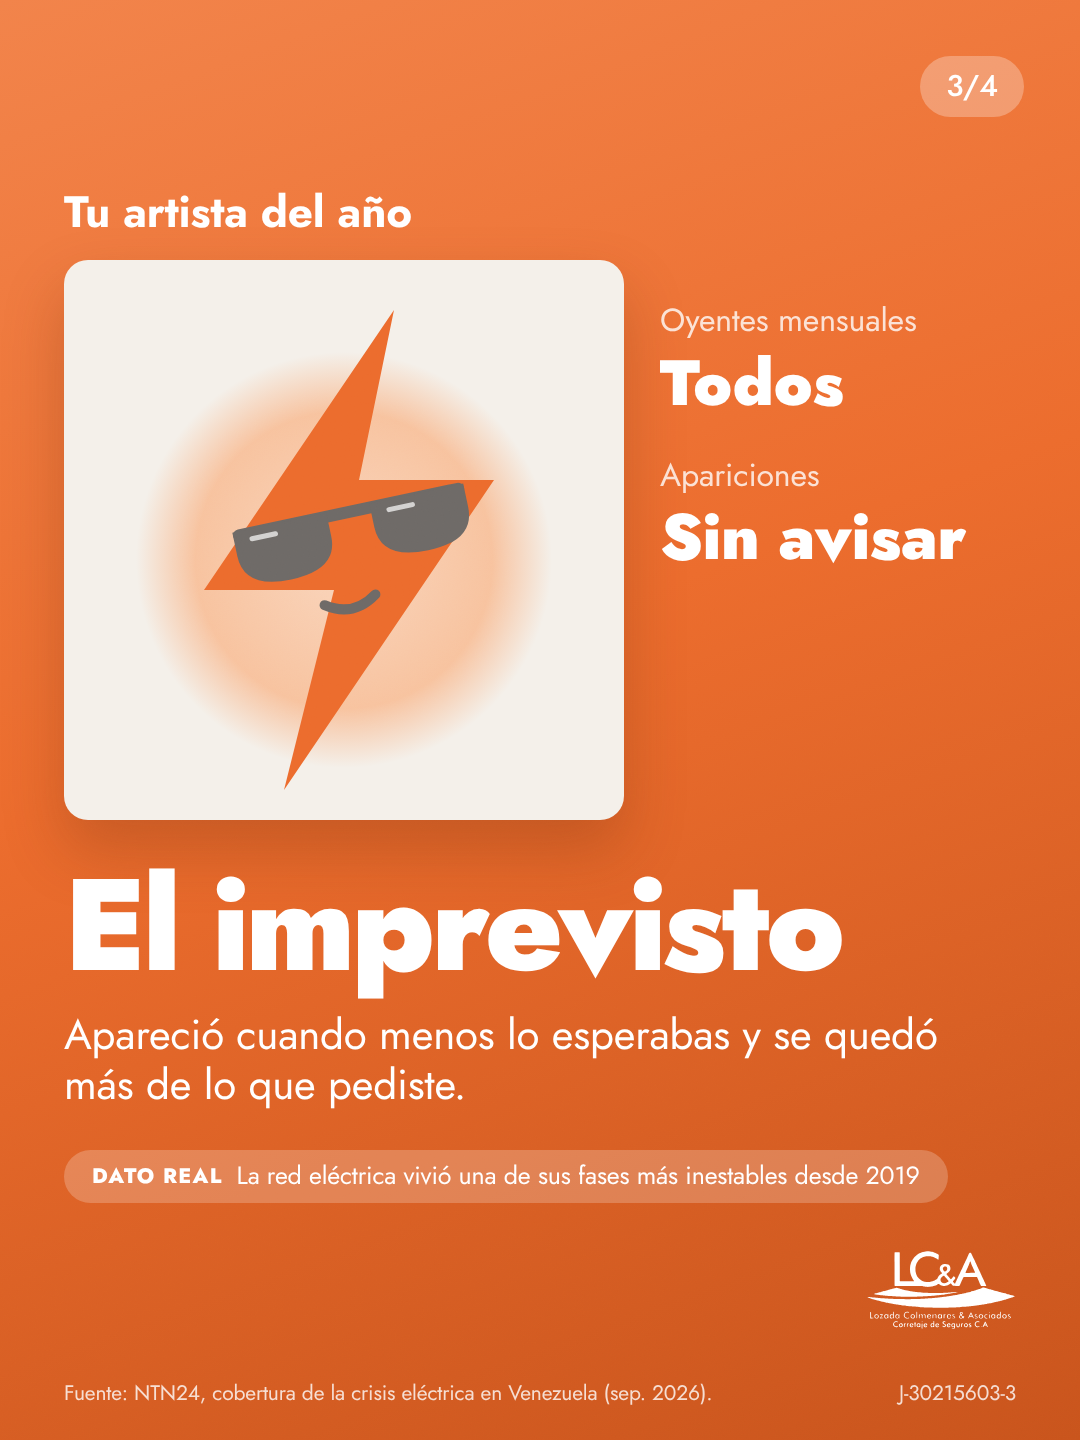 3/4
Tu artista del año
Oyentes mensuales
Todos
Apariciones
Sin avisar
El imprevisto
Apareció cuando menos lo esperabas y se quedó
más de lo que pediste.
DATO REAL La red eléctrica vivió una de sus fases más inestables desde 2019
LC&A
Lozada Colmenares & Asociados
Corretaje de Seguros C.A
Fuente: NTN24, cobertura de la crisis eléctrica en Venezuela (sep. 2026).
J-30215603-3